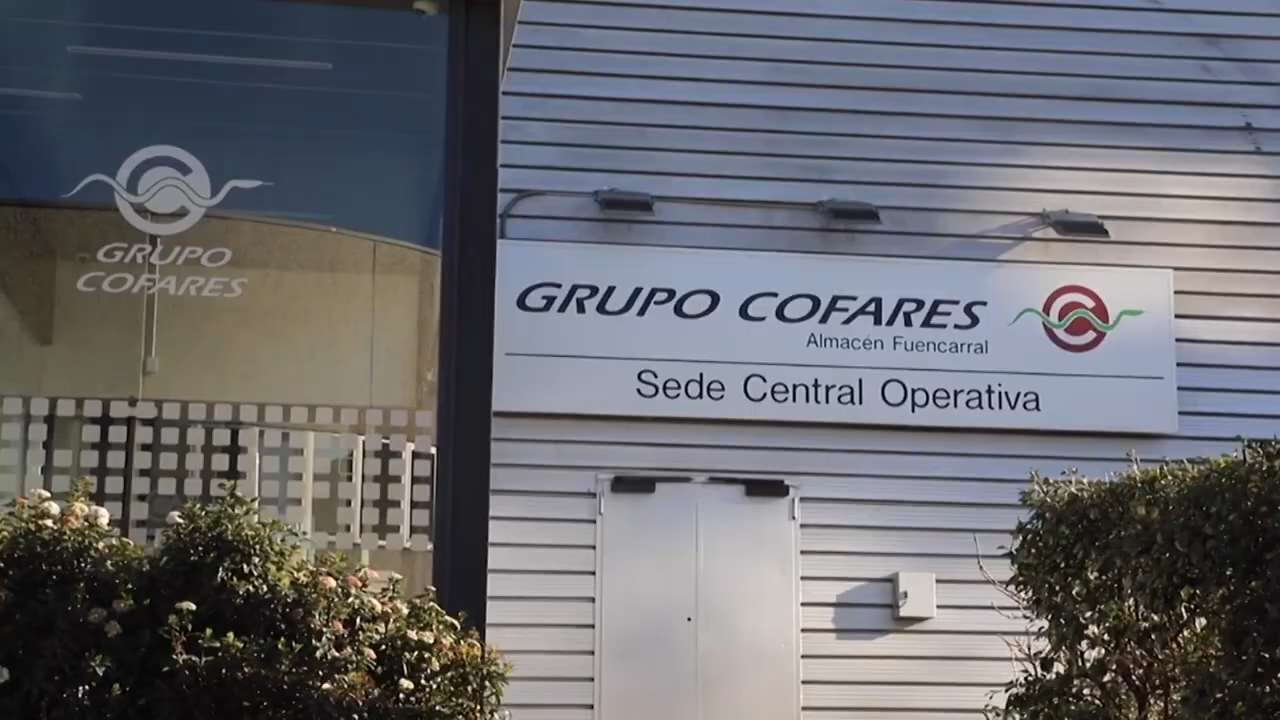 GRUPO
COFARES
GRUPO COFARES
Almacén Fuencarral
Sede Central Operativa